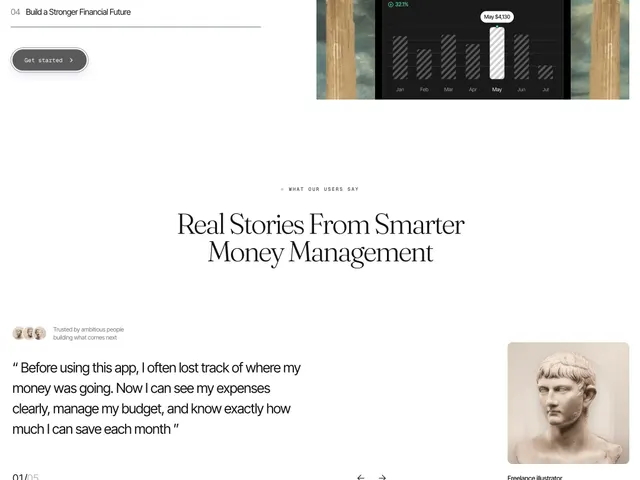 04 Build a Stronger Financial Future
Get started
32.1%
May $4,130
Jan Feb Mar Apr May Jun Jul
WHAT OUR USERS SAY
Real Stories From Smarter
Money Management
Trusted by ambitious people
building what comes next
“ Before using this app, I often lost track of where my
money was going. Now I can see my expenses
clearly, manage my budget, and know exactly how
much I can save each month ”
01/05
Freelance illustrator